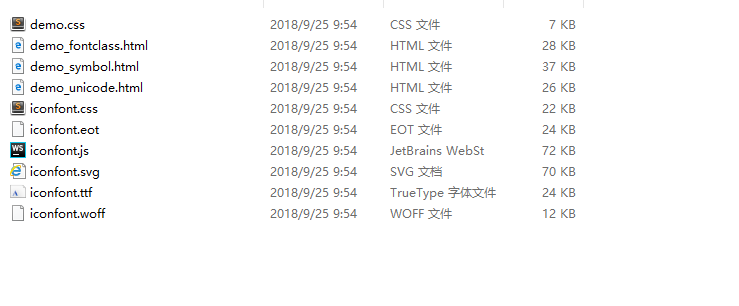 demo.css 2018/9/25 9:54 CSS 文件 7 KB
demo_fontclass.html 2018/9/25 9:54 HTML 文件 28 KB
demo_symbol.html 2018/9/25 9:54 HTML 文件 37 KB
demo_unicode.html 2018/9/25 9:54 HTML 文件 26 KB
iconfont.css 2018/9/25 9:54 CSS 文件 22 KB
iconfont.eot 2018/9/25 9:54 EOT 文件 24 KB
WS iconfont.js 2018/9/25 9:54 JetBrains WebSt 72 KB
iconfont.svg 2018/9/25 9:54 SVG 文档 70 KB
iconfont.ttf 2018/9/25 9:54 TrueType 字体文件 24 KB
iconfont.woff 2018/9/25 9:54 WOFF 文件 12 KB